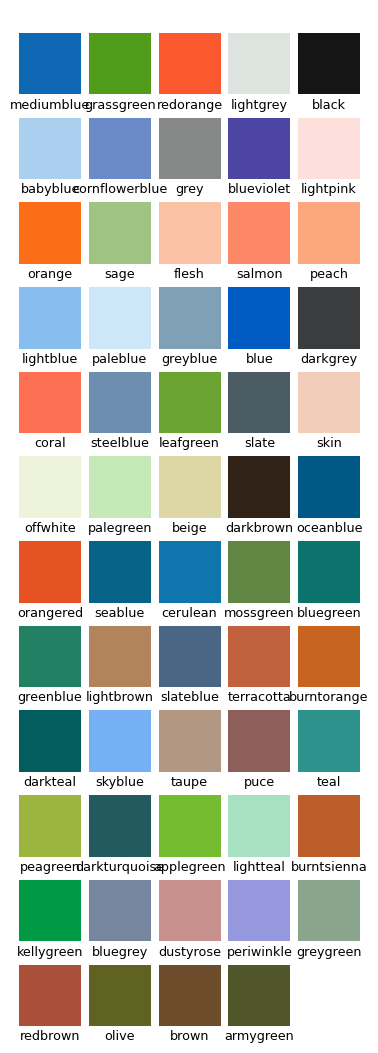 mediumblue grassgreen redorange lightgrey black
babyblue cornflowerblue grey blueviolet lightpink
orange sage flesh salmon peach
lightblue paleblue greyblue blue darkgrey
coral steelblue leafgreen slate skin
offwhite palegreen beige darkbrown oceanblue
orangered seablue cerulean mossgreen bluegreen
greenblue lightbrown slateblue terracotta burntorange
darkteal skyblue taupe puce teal
peagreen darkturquoise applegreen lightteal burntsienna
kellygreen bluegrey dustyrose periwinkle greygreen
redbrown olive brown armygreen